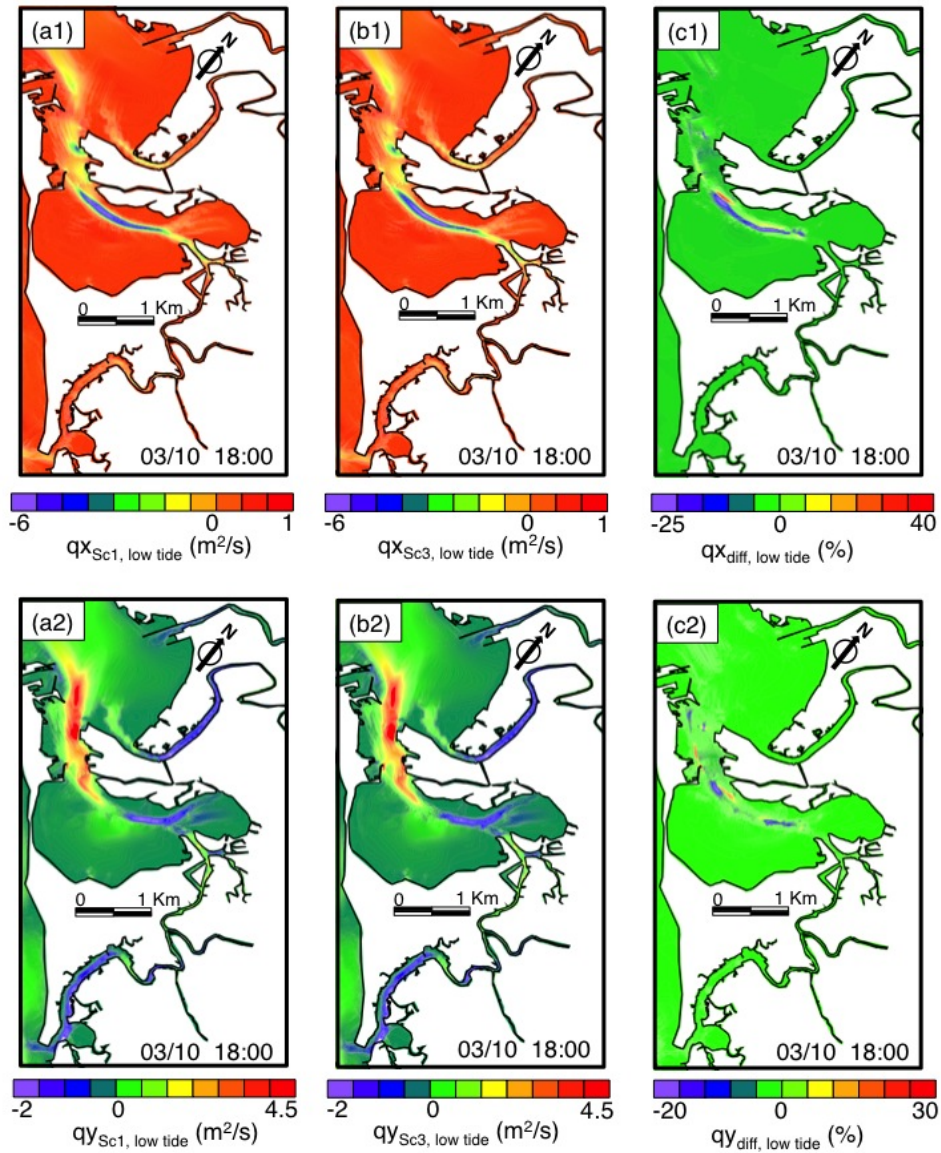 (a1) (b1) (c1)
N N N
0 1 Km 0 1 Km 0 1 Km
03/10 18:00 03/10 18:00 03/10 18:00
-6 0 1 -6 0 1 -25 0 40
qxSc1, low tide (m²/s) qxSc3, low tide (m²/s) qxdiff, low tide (%)
(a2) (b2) (c2)
N N N
0 1 Km 0 1 Km 0 1 Km
03/10 18:00 03/10 18:00 03/10 18:00
-2 0 4.5 -2 0 4.5 -20 0 30
qySc1, low tide (m²/s) qySc3, low tide (m²/s) qydiff, low tide (%)